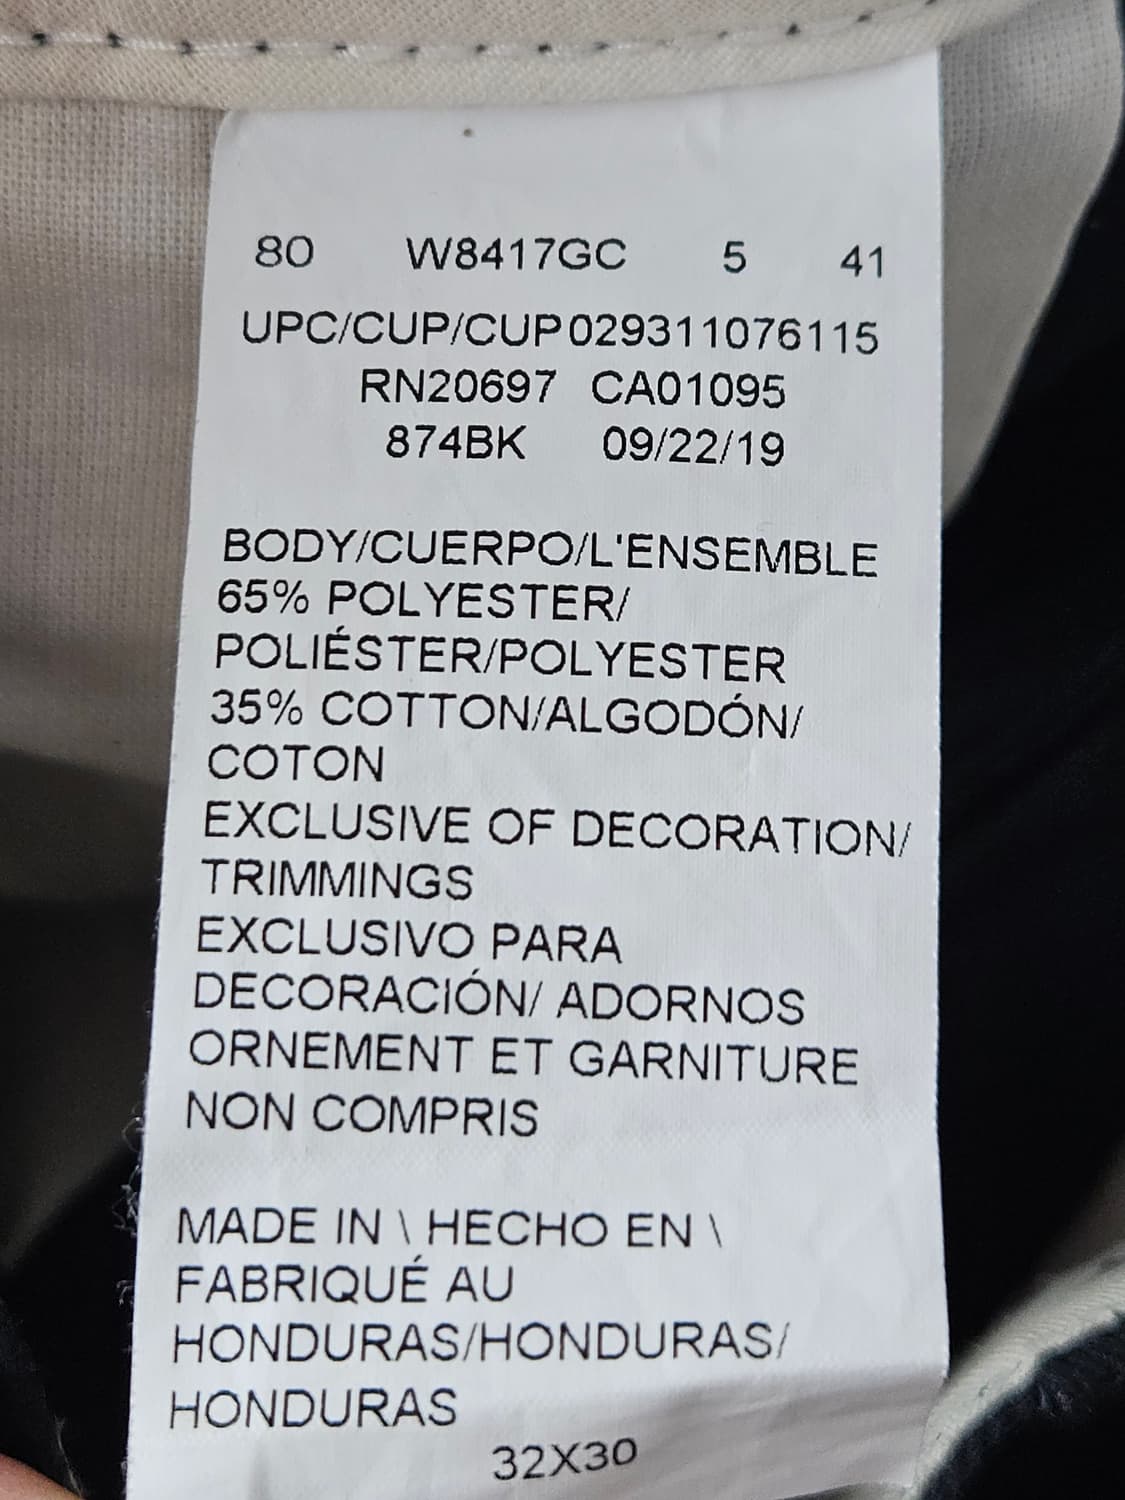 80 W8417GC 5 41
UPC/CUP/CUP029311076115
RN20697 CA01095
874BK 09/22/19
BODY/CUERPO/L'ENSEMBLE
65% POLYESTER/
POLIÉSTER/POLYESTER
35% COTTON/ALGODÓN/
COTON
EXCLUSIVE OF DECORATION/
TRIMMINGS
EXCLUSIVO PARA
DECORACIÓN/ ADORNOS
ORNEMENT ET GARNITURE
NON COMPRIS
MADE IN \ HECHO EN \
FABRIQUÉ AU
HONDURAS/HONDURAS/
HONDURAS
32X30